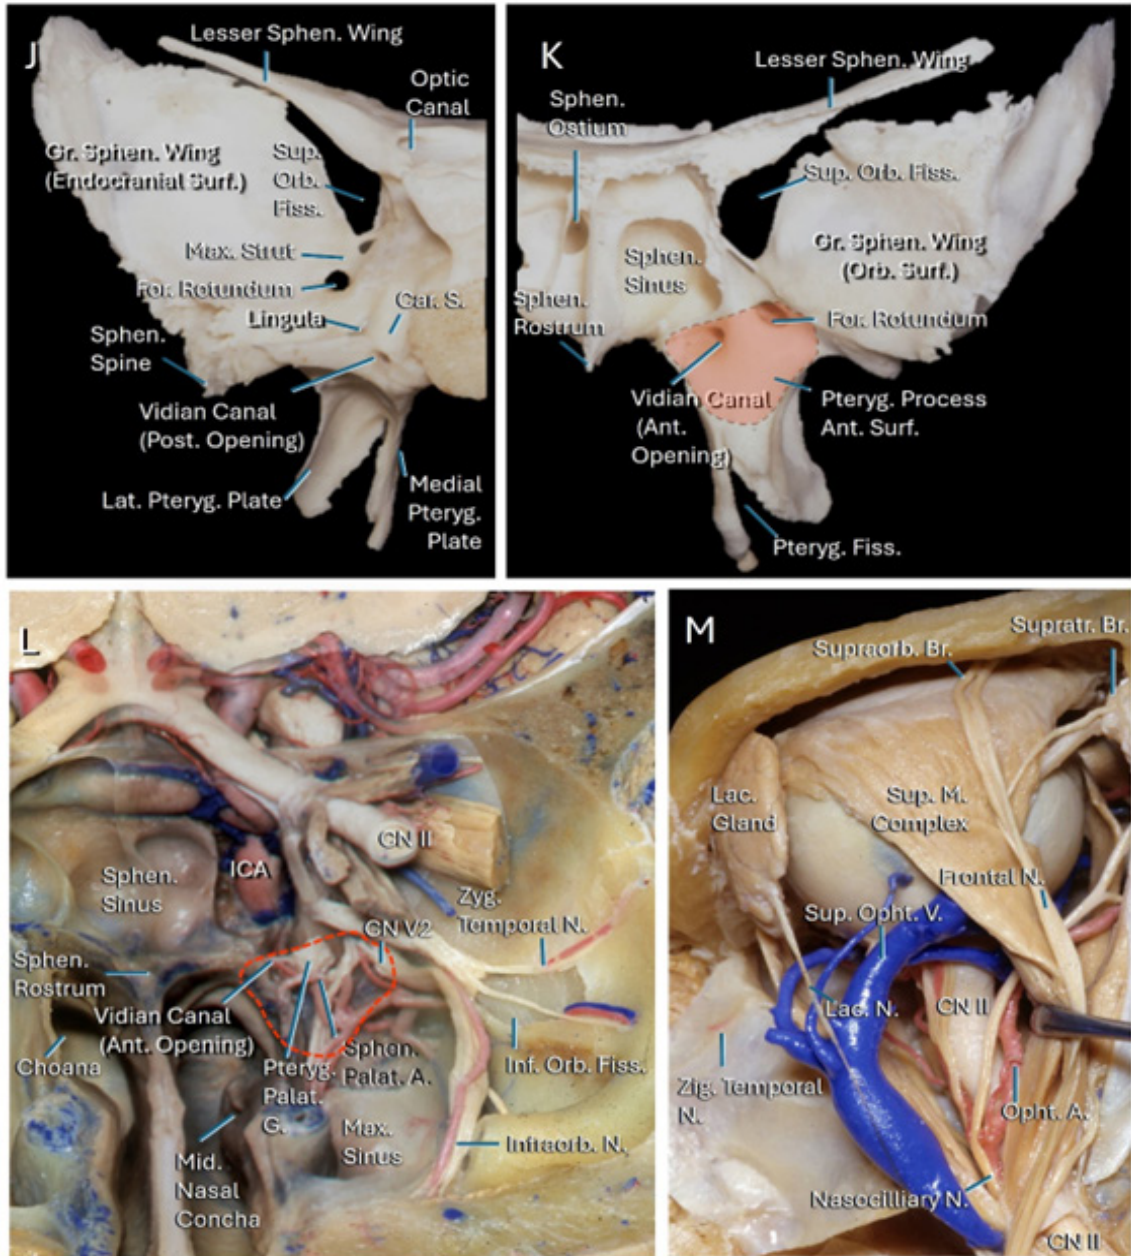 J
Lesser Sphen. Wing
Optic
Canal
Gr. Sphen. Wing
(Endocranial Surf.)
Sup.
Orb.
Fiss.
Max. Strut
For. Rotundum
Car. S.
Lingula
Sphen.
Spine
Vidian Canal
(Post. Opening)
Lat. Pteryg. Plate
Medial
Pteryg.
Plate
K
Lesser Sphen. Wing
Sphen.
Ostium
Sup. Orb. Fiss.
Gr. Sphen. Wing
(Orb. Surf.)
Sphen.
Sinus
Sphen.
Rostrum
For. Rotundum
Vidian Canal
(Ant.
Opening)
Pteryg. Process
Ant. Surf.
Pteryg. Fiss.
L
CN II
ICA
Sphen.
Sinus
Zyg.
Temporal N.
CN V2
Sphen.
Rostrum
Vidian Canal
(Ant. Opening)
Choana
Pteryg.
Palat.
G.
Sphen.
Palat. A.
Inf. Orb. Fiss.
Max.
Sinus
Infraorb. N.
Mid.
Nasal
Concha
M
Supratr. Br.
Supraorb. Br.
Lac.
Gland
Sup. M.
Complex
Frontal N.
Sup. Opht. V.
Lac. N.
CN II
Zig. Temporal
N.
Opht. A.
Nasocilliary N.
CN II